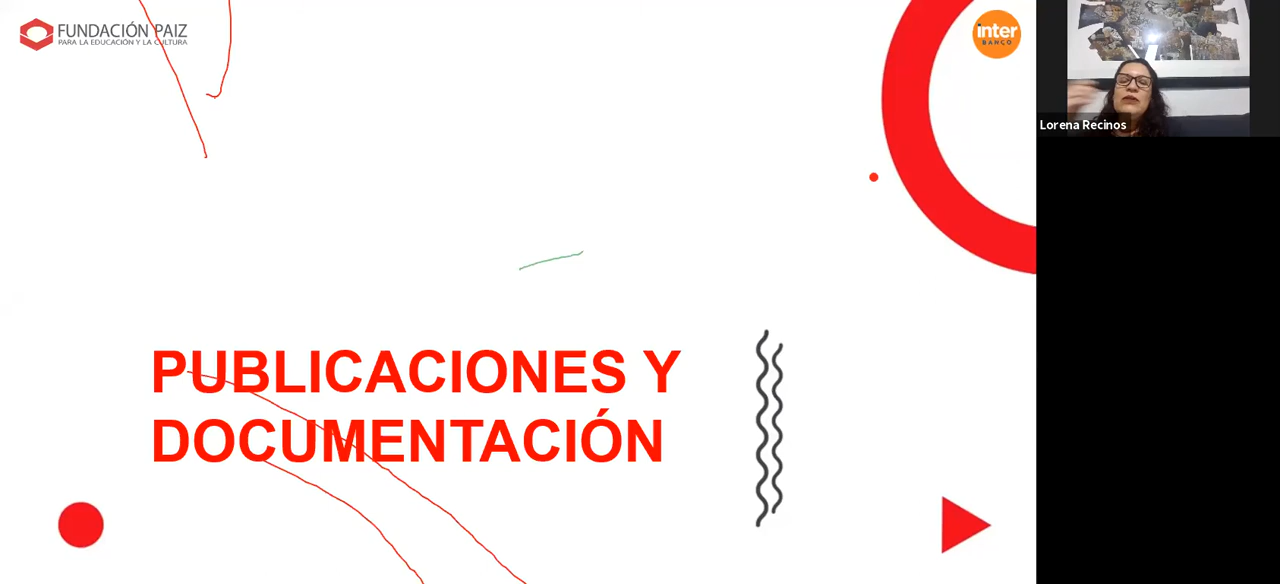 FUNDACIÓN PAIZ
PARA LA EDUCACIÓN Y LA CULTURA
inter
BANCO
Lorena Recinos
PUBLICACIONES Y
DOCUMENTACIÓN